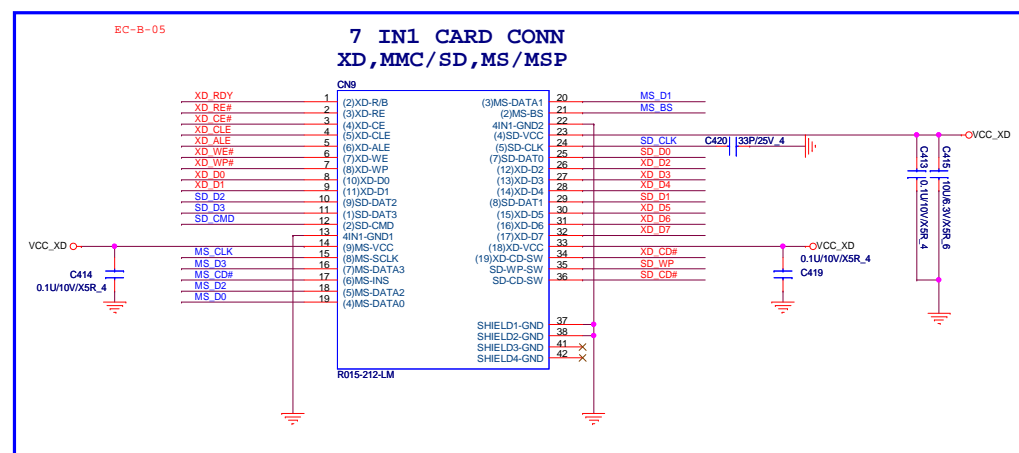 EC-B-05
7 IN1 CARD CONN
XD,MMC/SD,MS/MSP
CN9
XD_RDY 1 (2)XD-R/B
XD_RE# 2 (3)XD-RE
XD_CE# 3 (4)XD-CE
XD_CLE 4 (5)XD-CLE
XD_ALE 5 (6)XD-ALE
XD_WE# 6 (7)XD-WE
XD_WP# 7 (8)XD-WP
XD_D0 8 (10)XD-D0
XD_D1 9 (11)XD-D1
SD_D2 10 (9)SD-DAT2
SD_D3 11 (1)SD-DAT3
SD_CMD 12 (2)SD-CMD
13 4IN1-GND1
VCC_XD 14 (9)MS-VCC
MS_CLK 15 (8)MS-SCLK
MS_D3 16 (7)MS-DATA3
MS_CD# 17 (6)MS-INS
MS_D2 18 (5)MS-DATA2
MS_D0 19 (4)MS-DATA0
C414
0.1U/10V/X5R_4
(3)MS-DATA1 20 MS_D1
(2)MS-BS 21 MS_BS
4IN1-GND2 22
(4)SD-VCC 23 VCC_XD
(5)SD-CLK 24 SD_CLK C420 33P/25V_4
(7)SD-DAT0 25 SD_D0
(12)XD-D2 26 XD_D2
(13)XD-D3 27 XD_D3
(14)XD-D4 28 XD_D4
(8)SD-DAT1 29 SD_D1
(15)XD-D5 30 XD_D5
(16)XD-D6 31 XD_D6
(17)XD-D7 32 XD_D7
(18)XD-VCC 33 VCC_XD
(19)XD-CD-SW 34 XD_CD#
SD-WP-SW 35 SD_WP
SD-CD-SW 36 SD_CD#
0.1U/10V/X5R_4
C419
C413
0.1U/10V/X5R_4
C415
10U/6.3V/X5R_6
SHIELD1-GND 37
SHIELD2-GND 38
SHIELD3-GND 41
SHIELD4-GND 42
R015-212-LM